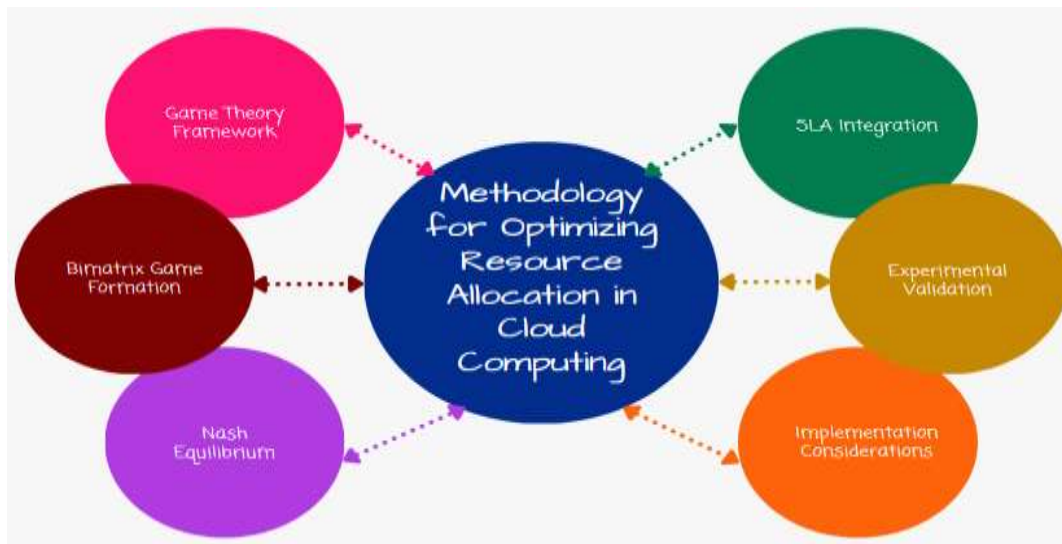 Game Theory
Framework
Bimatrix Game
Formation
Nash
Equilibrium
Methodology
for Optimizing
Resource
Allocation in
Cloud
Computing
SLA Integration
Experimental
Validation
Implementation
Considerations